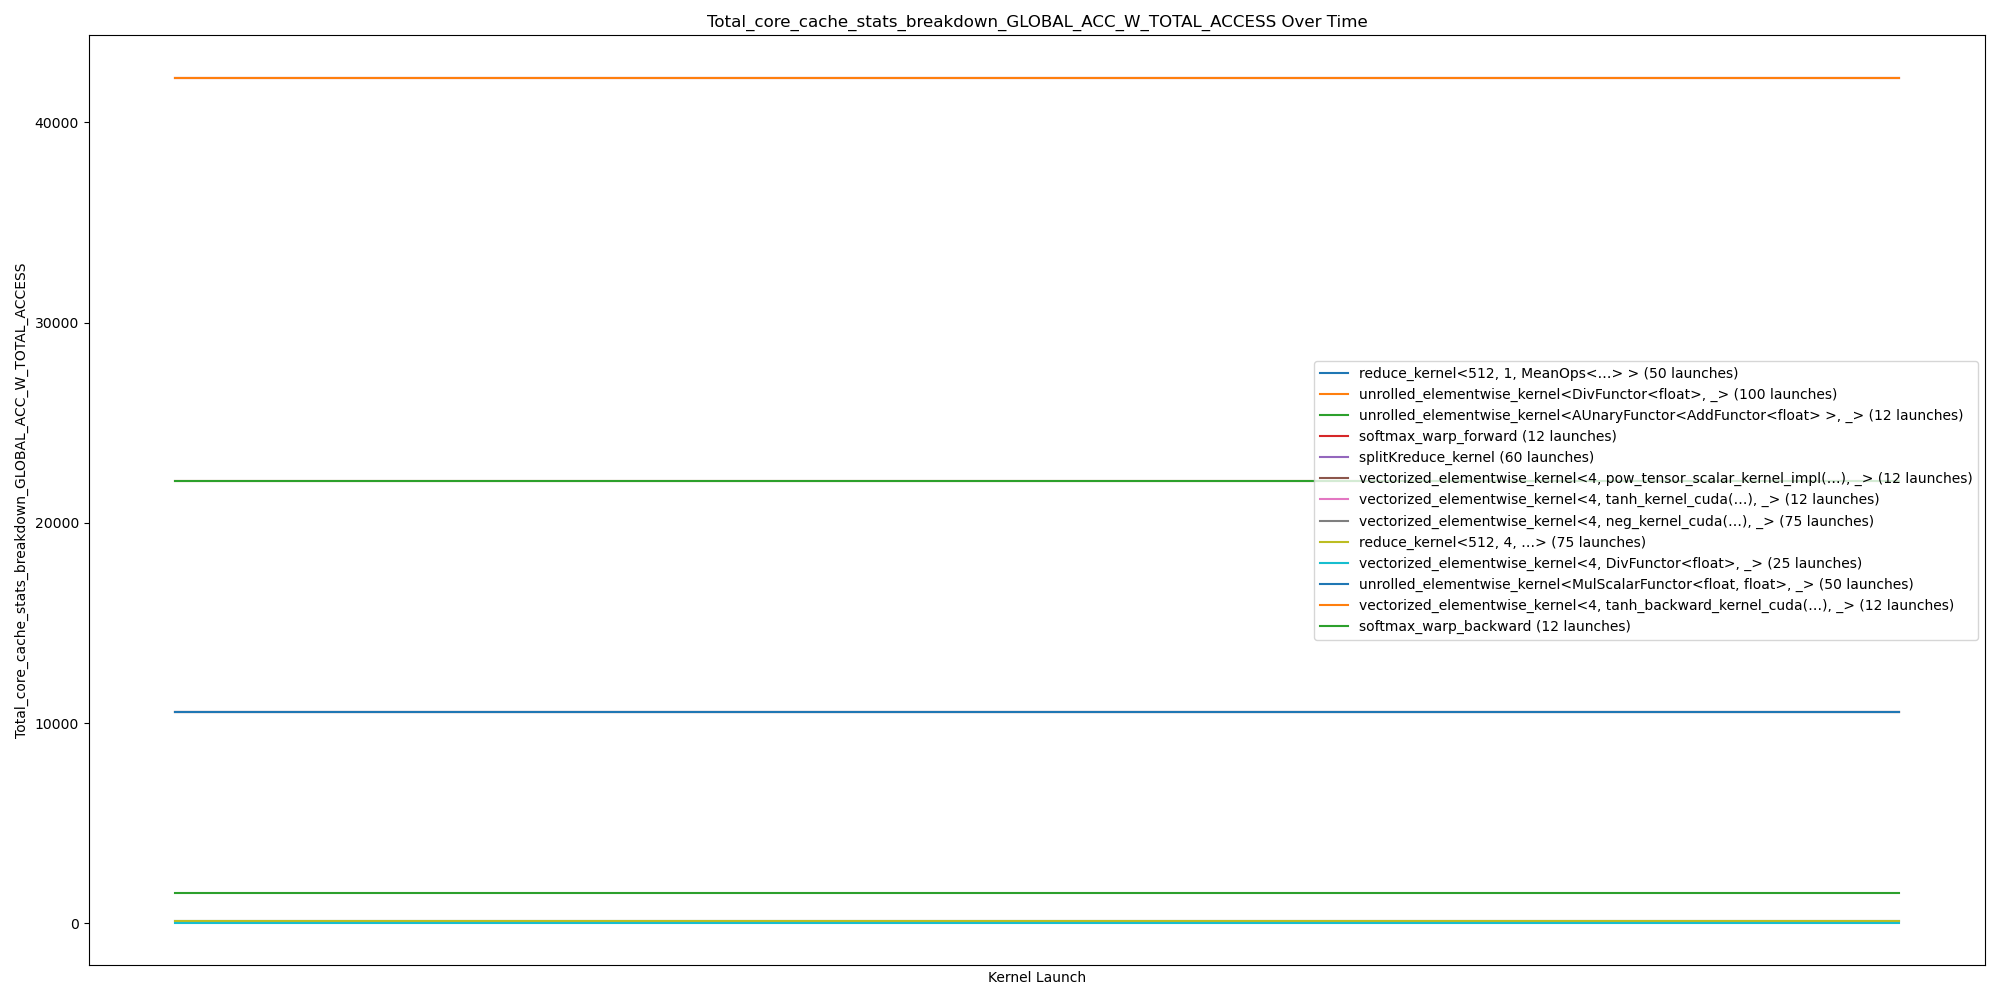 Total_core_cache_stats_breakdown_GLOBAL_ACC_W_TOTAL_ACCESS Over Time
Total_core_cache_stats_breakdown_GLOBAL_ACC_W_TOTAL_ACCESS
40000
30000
20000
10000
0
reduce_kernel<512, 1, MeanOps<...> > (50 launches)
unrolled_elementwise_kernel<DivFunctor<float>, _> (100 launches)
unrolled_elementwise_kernel<AUnaryFunctor<AddFunctor<float> >, _> (12 launches)
softmax_warp_forward (12 launches)
splitKreduce_kernel (60 launches)
vectorized_elementwise_kernel<4, pow_tensor_scalar_kernel_impl(...), _> (12 launches)
vectorized_elementwise_kernel<4, tanh_kernel_cuda(...), _> (12 launches)
vectorized_elementwise_kernel<4, neg_kernel_cuda(...), _> (75 launches)
reduce_kernel<512, 4, ...> (75 launches)
vectorized_elementwise_kernel<4, DivFunctor<float>, _> (25 launches)
unrolled_elementwise_kernel<MulScalarFunctor<float, float>, _> (50 launches)
vectorized_elementwise_kernel<4, tanh_backward_kernel_cuda(...), _> (12 launches)
softmax_warp_backward (12 launches)
Kernel Launch